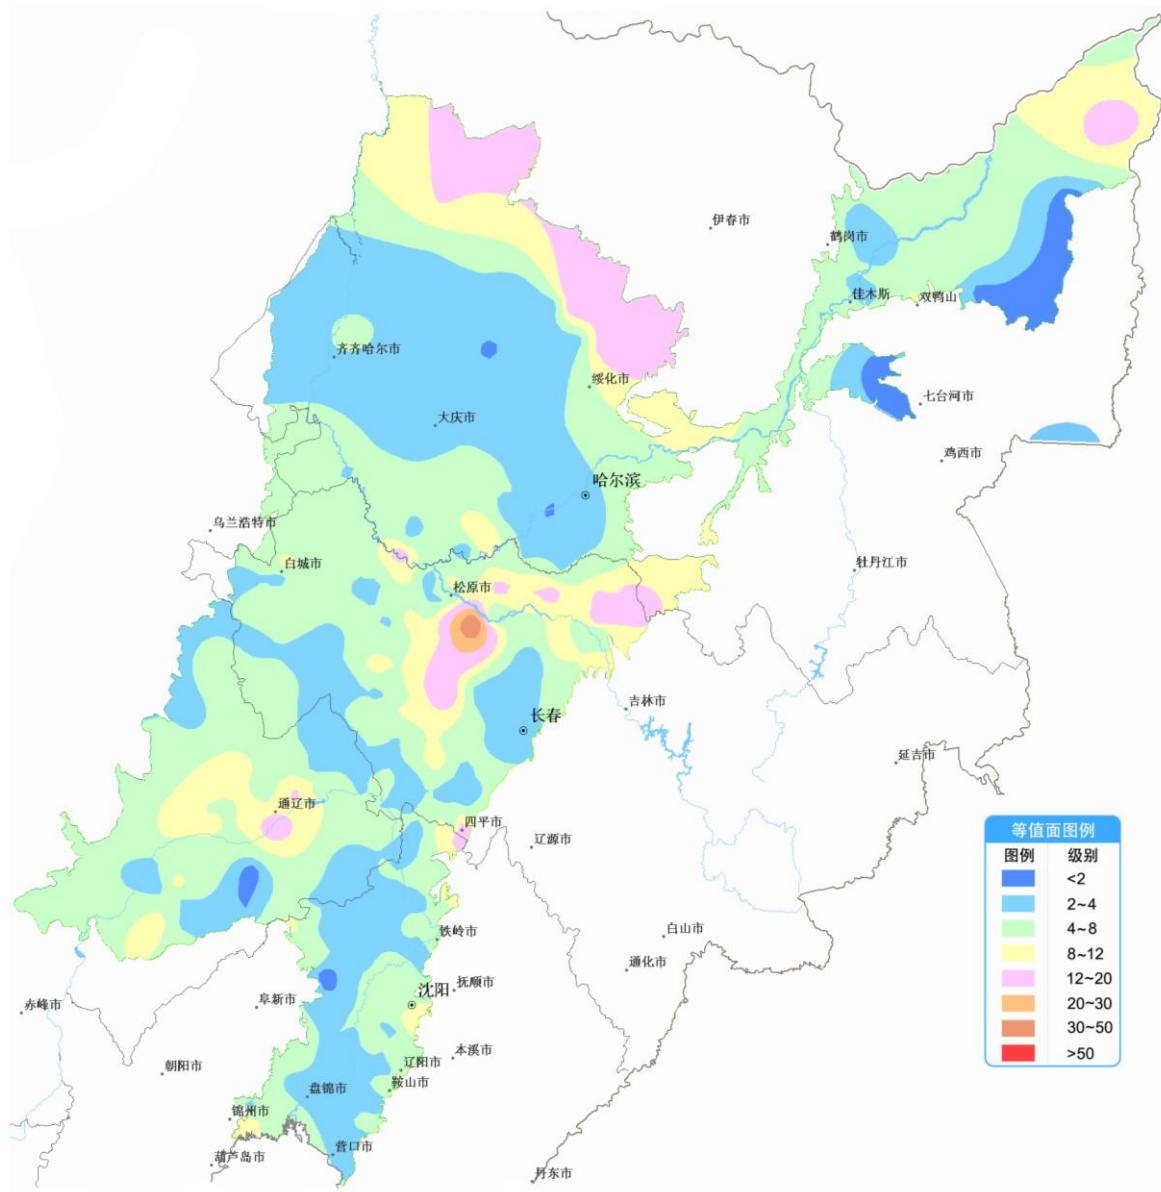 伊春市
鹤岗市
佳木斯
双鸭山
齐齐哈尔市
绥化市
七台河市
大庆市
鸡西市
哈尔滨
乌兰浩特市
白城市
牡丹江市
松原市
吉林市
长春
延吉市
通辽市
四平市
辽源市
铁岭市
白山市
通化市
沈阳
抚顺市
赤峰市
阜新市
本溪市
辽阳市
朝阳市
鞍山市
盘锦市
锦州市
营口市
葫芦岛市
丹东市
等值面图例
图例 级别
<2
2~4
4~8
8~12
12~20
20~30
30~50
>50